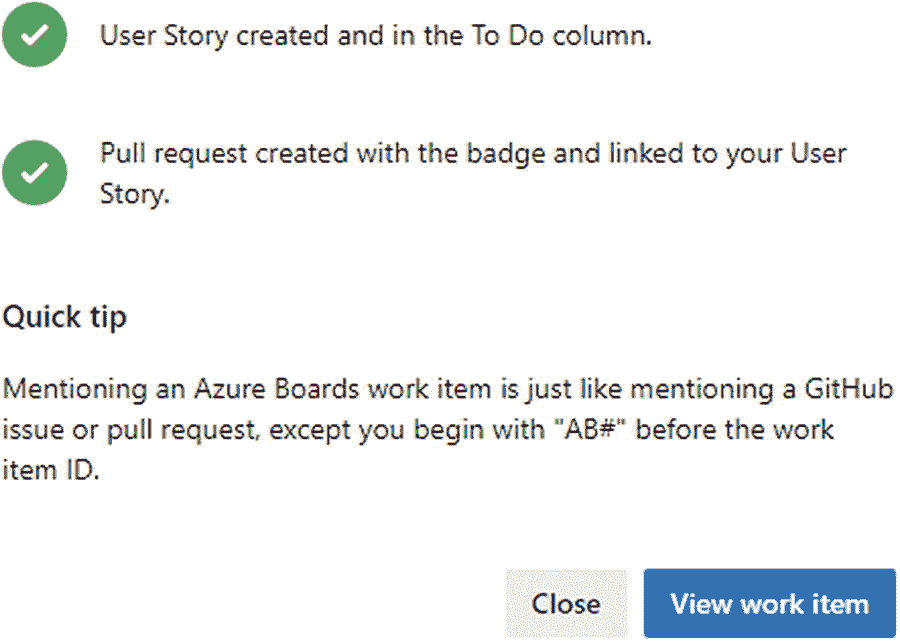 User Story created and in the To Do column.
Pull request created with the badge and linked to your User
Story.
Quick tip
Mentioning an Azure Boards work item is just like mentioning a GitHub
issue or pull request, except you begin with "AB#" before the work
item ID.
Close
View work item